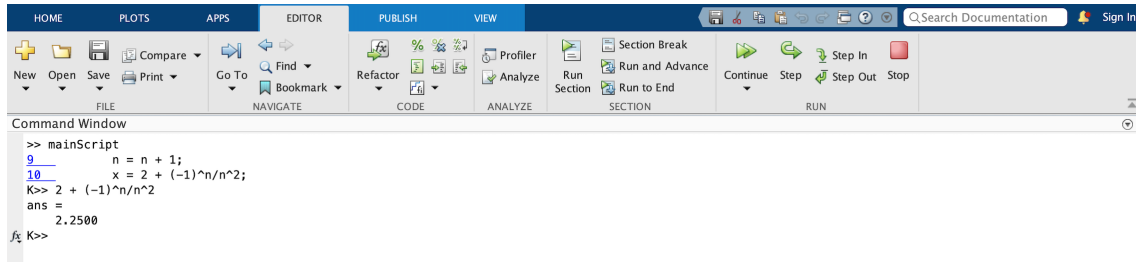 HOME PLOTS APPS EDITOR PUBLISH VIEW Search Documentation Sign In
Compare Find Profiler Section Break Step In
New Open Save Print Go To Bookmark Refactor Analyze Run Section Run and Advance Run to End Continue Step Step Out Stop
FILE NAVIGATE CODE ANALYZE SECTION RUN
Command Window
>> mainScript
9 n = n + 1;
10 x = 2 + (-1)^n/n^2;
K>> 2 + (-1)^n/n^2
ans =
2.2500
fx K>>